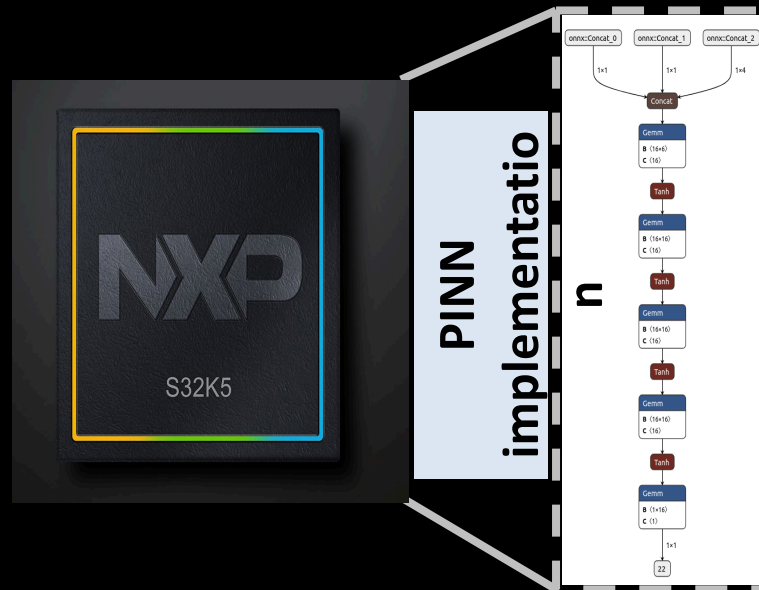 NXP
S32K5
PINN
implementatio
n
onnx::Concat_0
onnx::Concat_1
onnx::Concat_2
1×1
1×1
1×4
Concat
Gemm
B ⟨16×6⟩
C ⟨16⟩
Tanh
Gemm
B ⟨16×16⟩
C ⟨16⟩
Tanh
Gemm
B ⟨16×16⟩
C ⟨16⟩
Tanh
Gemm
B ⟨16×16⟩
C ⟨16⟩
Tanh
Gemm
B ⟨1×16⟩
C ⟨1⟩
1×1
22